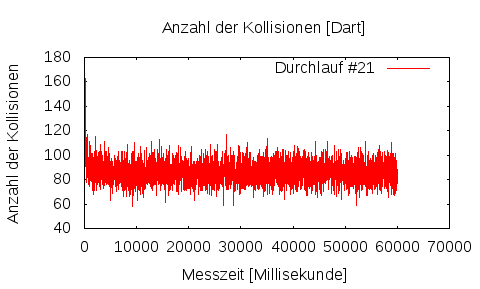 Anzahl der Kollisionen [Dart]
180
160
140
120
100
80
60
40
Anzahl der Kollisionen
Durchlauf #21
0 10000 20000 30000 40000 50000 60000 70000
Messzeit [Millisekunde]